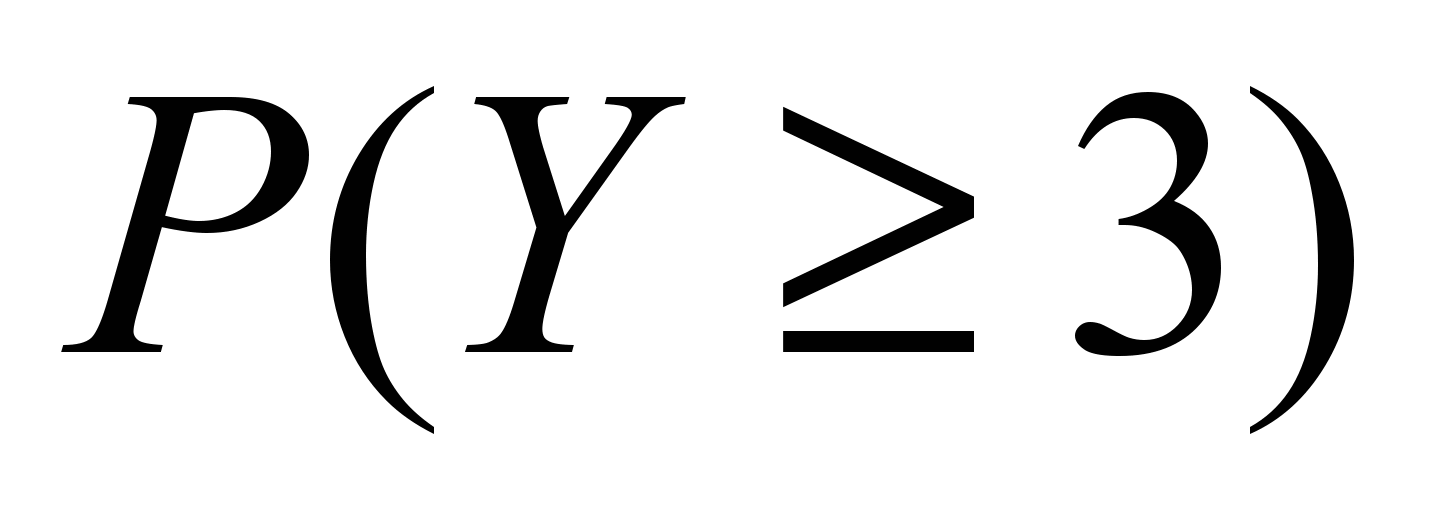 P(Y ≥ 3)